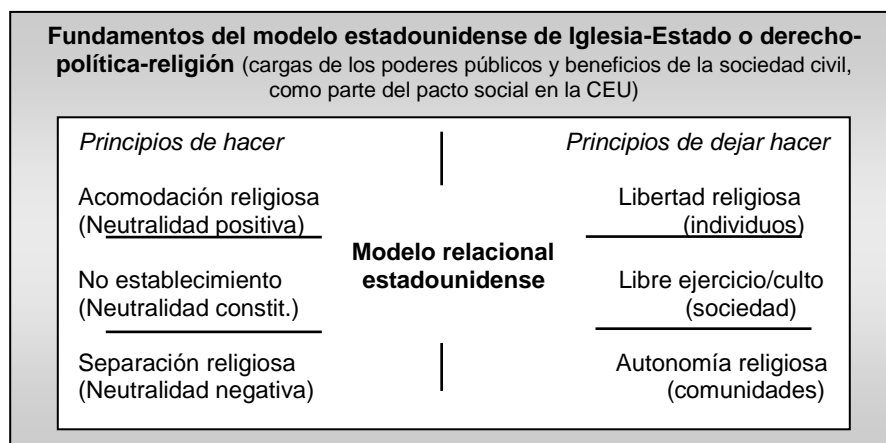 Fundamentos del modelo estadounidense de Iglesia-Estado o derecho-
política-religión (cargas de los poderes públicos y beneficios de la sociedad civil,
como parte del pacto social en la CEU)
Principios de hacer
Principios de dejar hacer
Acomodación religiosa
(Neutralidad positiva)
Libertad religiosa
(individuos)
Modelo relacional
estadounidense
No establecimiento
(Neutralidad constit.)
Libre ejercicio/culto
(sociedad)
Separación religiosa
(Neutralidad negativa)
Autonomía religiosa
(comunidades)